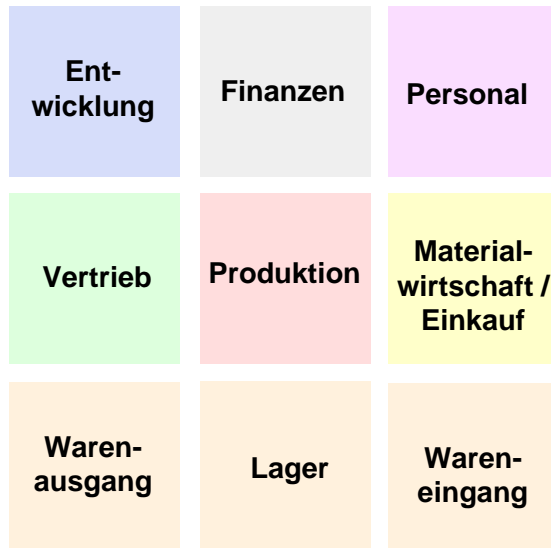 Ent-
wicklung
Finanzen
Personal
Vertrieb
Produktion
Material-
wirtschaft /
Einkauf
Waren-
ausgang
Lager
Waren-
eingang